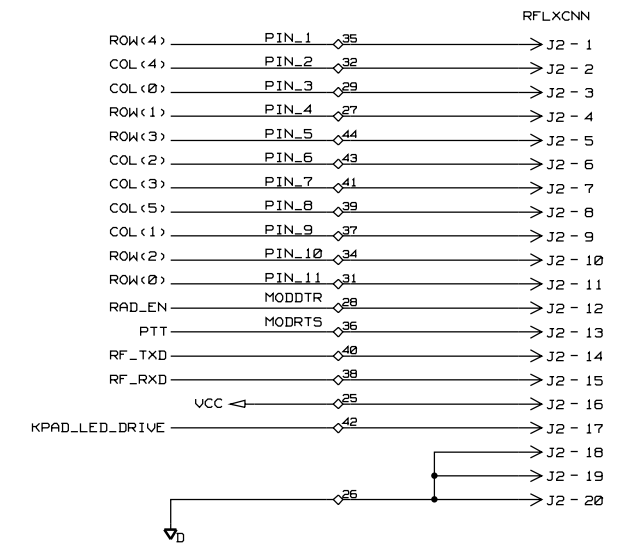 RFLXCNN
ROW(4) PIN_1 35 J2 - 1
COL(4) PIN_2 32 J2 - 2
COL(0) PIN_3 29 J2 - 3
ROW(1) PIN_4 27 J2 - 4
ROW(3) PIN_5 44 J2 - 5
COL(2) PIN_6 43 J2 - 6
COL(3) PIN_7 41 J2 - 7
COL(5) PIN_8 39 J2 - 8
COL(1) PIN_9 37 J2 - 9
ROW(2) PIN_10 34 J2 - 10
ROW(0) PIN_11 31 J2 - 11
RAD_EN MODDTR 28 J2 - 12
PTT MODRTS 36 J2 - 13
RF_TXD 40 J2 - 14
RF_RXD 38 J2 - 15
VCC 25 J2 - 16
KPAD_LED_DRIVE 42 J2 - 17
J2 - 18
J2 - 19
26 J2 - 20
D